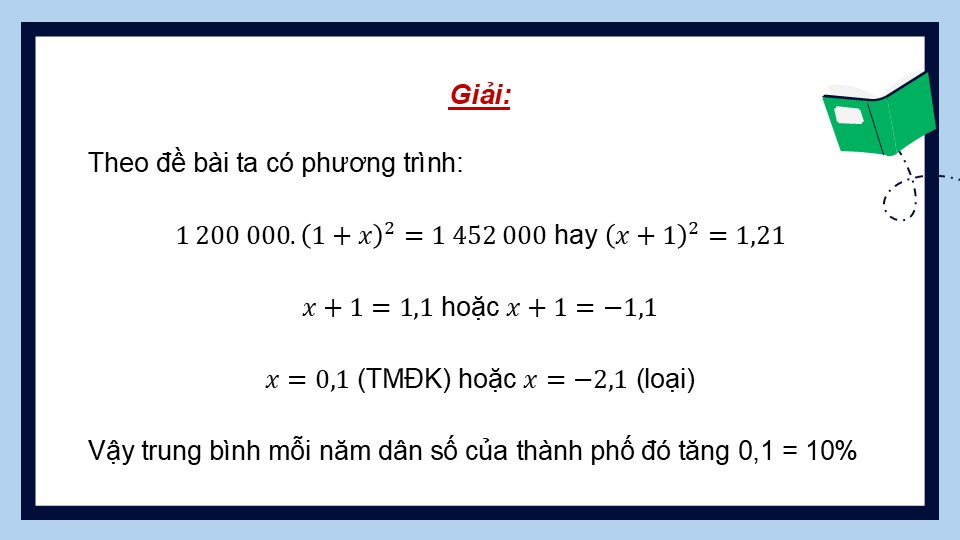 Giải:
Theo đề bài ta có phương trình:
1 200 000. (1 + x)² = 1 452 000 hay (x + 1)² = 1,21
x + 1 = 1,1 hoặc x + 1 = −1,1
x = 0,1 (TMĐK) hoặc x = −2,1 (loại)
Vậy trung bình mỗi năm dân số của thành phố đó tăng 0,1 = 10%